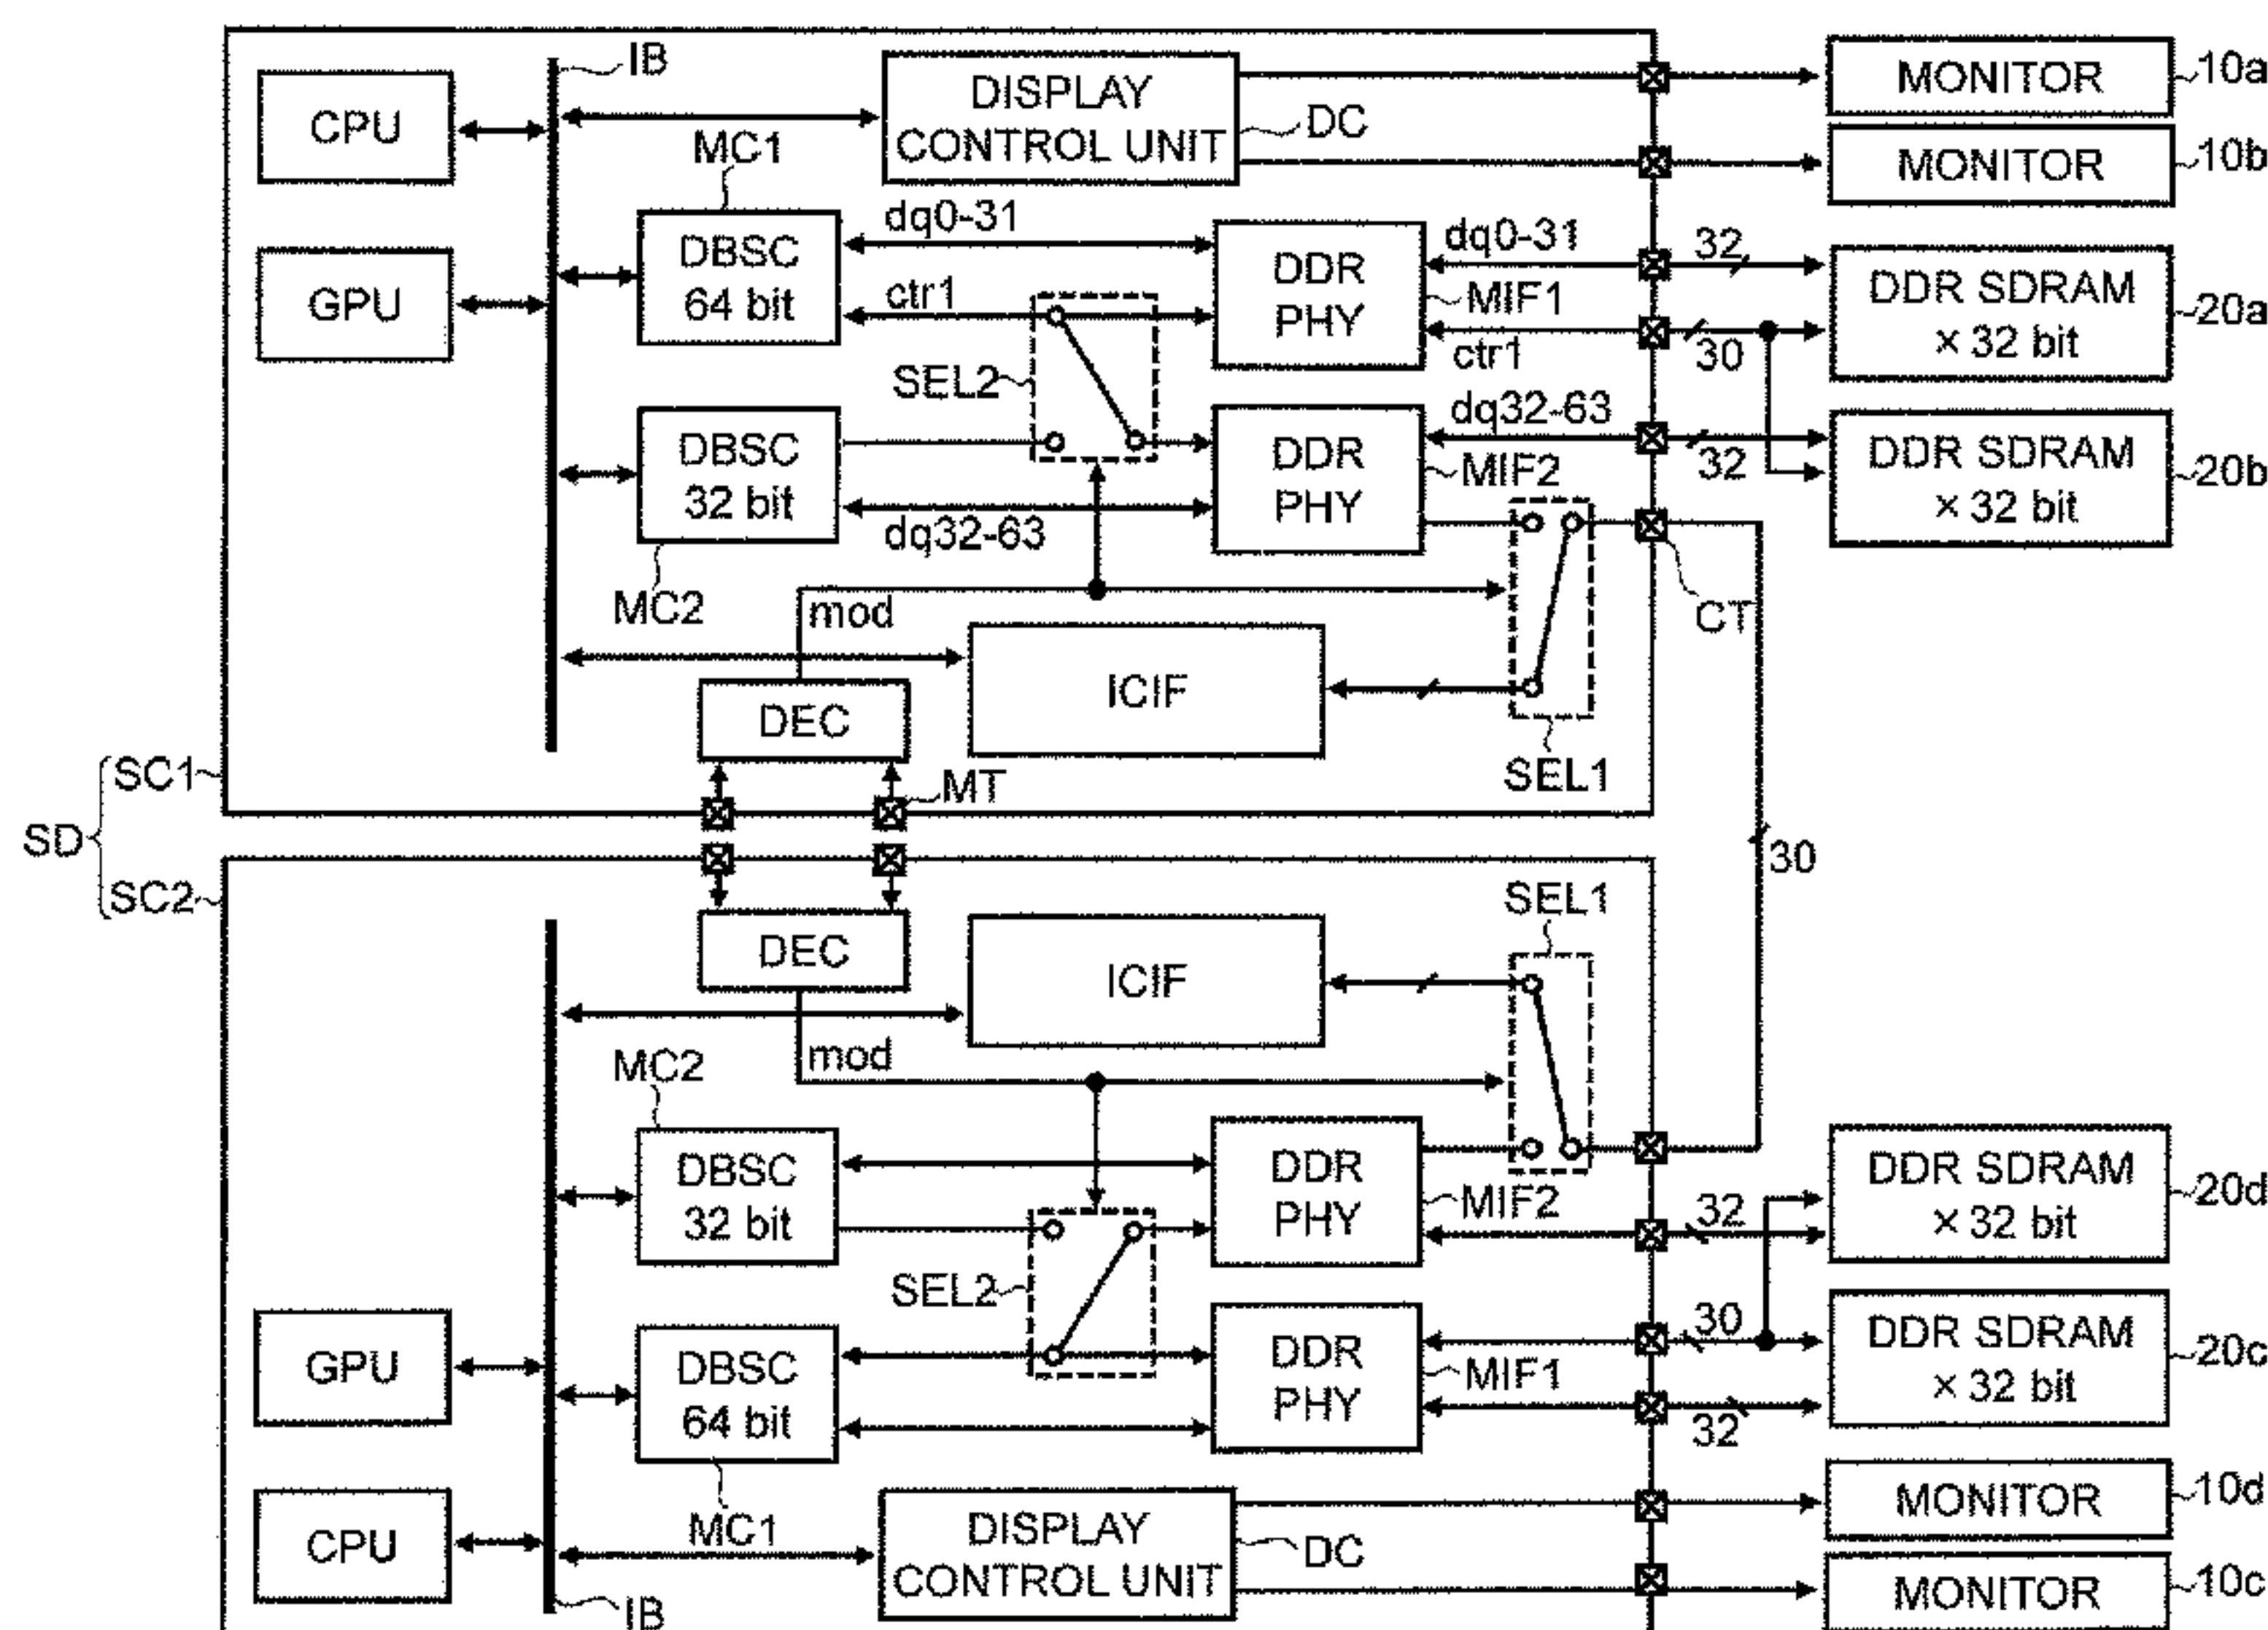 IB
CPU
DISPLAY
CONTROL UNIT
DC
MONITOR
10a
MONITOR
10b
MC1
GPU
DBSC
64 bit
dq0-31
ctr1
DDR
PHY
MIF1
dq0-31
ctr1
32
30
DDR SDRAM
× 32 bit
20a
SEL2
DBSC
32 bit
MC2
dq32-63
DDR
PHY
MIF2
dq32-63
32
DDR SDRAM
× 32 bit
20b
CT
mod
ICIF
DEC
SEL1
MT
SC1
SD
SC2
30
DEC
ICIF
SEL1
mod
MC2
DBSC
32 bit
DDR
PHY
MIF2
32
DDR SDRAM
× 32 bit
20d
SEL2
GPU
DBSC
64 bit
MC1
DDR
PHY
MIF1
30
32
DDR SDRAM
× 32 bit
20c
CPU
DISPLAY
CONTROL UNIT
DC
MONITOR
10d
MONITOR
10c
IB